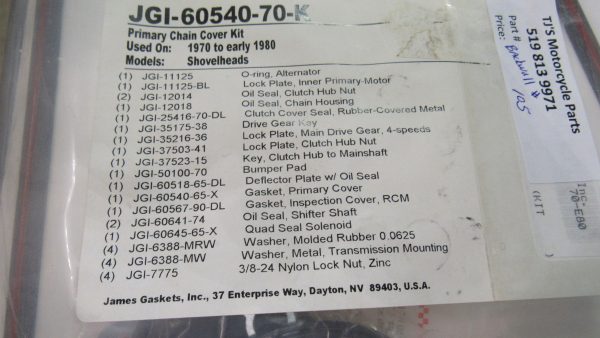 JGI-60540-70-K
Primary Chain Cover Kit
Used On: 1970 to early 1980
Models: Shovelheads
(1) JGI-11125 O-ring, Alternator
(1) JGI-11125-BL Lock Plate, Inner Primary-Motor
(2) JGI-12014 Oil Seal, Clutch Hub Nut
(1) JGI-12018 Oil Seal, Chain Housing
(1) JGI-25416-70-DL Clutch Cover Seal, Rubber-Covered Metal
(1) JGI-35175-38 Drive Gear Key
(1) JGI-35216-36 Lock Plate, Main Drive Gear, 4-speeds
(1) JGI-37503-41 Lock Plate, Clutch Hub Nut
(1) JGI-37523-15 Key, Clutch Hub to Mainshaft
(1) JGI-50100-70 Bumper Pad
(1) JGI-60518-65-DL Deflector Plate w/ Oil Seal
(1) JGI-60540-65-X Gasket, Primary Cover
(1) JGI-60567-90-DL Gasket, Inspection Cover, RCM
(2) JGI-60641-74 Oil Seal, Shifter Shaft
(1) JGI-60645-65-X Quad Seal Solenoid
(4) JGI-6388-MRW Washer, Molded Rubber 0.0625
(4) JGI-6388-MW Washer, Metal, Transmission Mounting
(4) JGI-7775 3/8-24 Nylon Lock Nut, Zinc
James Gaskets, Inc., 37 Enterprise Way, Dayton, NV 89403, U.S.A.
TJ'S Motorcycle Parts
519 813 9971
Part #
Price:
125
Inc.
70-E80
(KIT